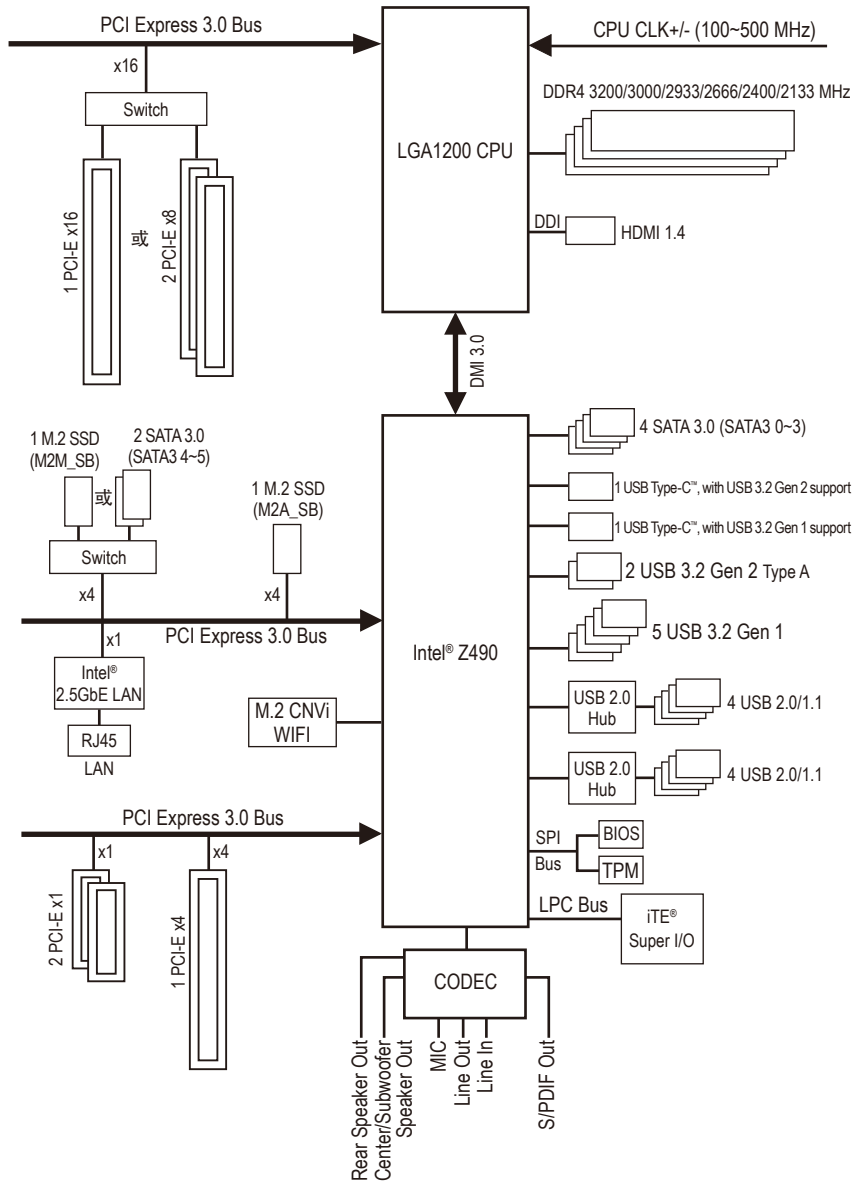 PCI Express 3.0 Bus
CPU CLK+/- (100~500 MHz)
x16
Switch
DDR4 3200/3000/2933/2666/2400/2133 MHz
LGA1200 CPU
1 PCI-E x16
或
2 PCI-E x8
DDI
HDMI 1.4
DMI 3.0
1 M.2 SSD
(M2M_SB)
或
2 SATA 3.0
(SATA3 4~5)
1 M.2 SSD
(M2A_SB)
Switch
x4
x4
PCI Express 3.0 Bus
x1
Intel®
2.5GbE LAN
RJ45
LAN
M.2 CNVi
WIFI
Intel® Z490
4 SATA 3.0 (SATA3 0~3)
1 USB Type-C™, with USB 3.2 Gen 2 support
1 USB Type-C™, with USB 3.2 Gen 1 support
2 USB 3.2 Gen 2 Type A
5 USB 3.2 Gen 1
USB 2.0
Hub
4 USB 2.0/1.1
USB 2.0
Hub
4 USB 2.0/1.1
PCI Express 3.0 Bus
x1
x4
2 PCI-E x1
1 PCI-E x4
SPI
Bus
BIOS
TPM
LPC Bus
iTE®
Super I/O
CODEC
Rear Speaker Out
Center/Subwoofer
Speaker Out
MIC
Line Out
Line In
S/PDIF Out